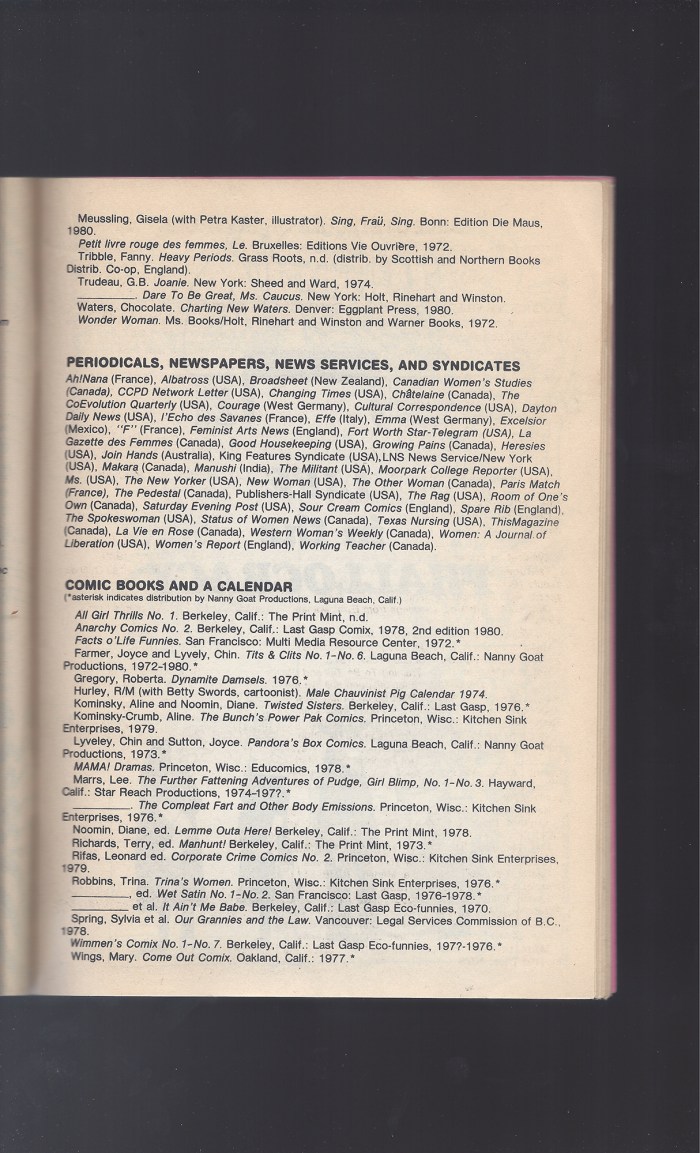 Meussling, Gisela (with Petra Kaster, illustrator). Sing, Fraü, Sing. Bonn: Edition Die Maus,
1980.
Petit livre rouge des femmes, Le. Bruxelles: Editions Vie Ouvrière, 1972.
Tribble, Fanny. Heavy Periods. Grass Roots, n.d. (distrib. by Scottish and Northern Books
Distrib. Co-op, England).
Trudeau, G.B. Joanie. New York: Sheed and Ward, 1974.
__________. Dare To Be Great, Ms. Caucus. New York: Holt, Rinehart and Winston.
Waters, Chocolate. Charting New Waters. Denver: Eggplant Press, 1980.
Wonder Woman. Ms. Books/Holt, Rinehart and Winston and Warner Books, 1972.
PERIODICALS, NEWSPAPERS, NEWS SERVICES, AND SYNDICATES
Ah!Nana (France), Albatross (USA), Broadsheet (New Zealand), Canadian Women's Studies
(Canada), CCPD Network Letter (USA), Changing Times (USA), Châtelaine (Canada), The
CoEvolution Quarterly (USA), Courage (West Germany), Cultural Correspondence (USA), Dayton
Daily News (USA), l'Echo des Savanes (France), Effe (Italy), Emma (West Germany), Excelsior
(Mexico), "F" (France), Feminist Arts News (England), Fort Worth Star-Telegram (USA), La
Gazette des Femmes (Canada), Good Housekeeping (USA), Growing Pains (Canada), Heresies
(USA), Join Hands (Australia), King Features Syndicate (USA),LNS News Service/New York
(USA), Makara (Canada), Manushi (India), The Militant (USA), Moorpark College Reporter (USA),
Ms. (USA), The New Yorker (USA), New Woman (USA), The Other Woman (Canada), Paris Match
(France), The Pedestal (Canada), Publishers-Hall Syndicate (USA), The Rag (USA), Room of One's
Own (Canada), Saturday Evening Post (USA), Sour Cream Comics (England), Spare Rib (England),
The Spokeswoman (USA), Status of Women News (Canada), Texas Nursing (USA), ThisMagazine
(Canada), La Vie en Rose (Canada), Western Woman's Weekly (Canada), Women: A Journal of
Liberation (USA), Women's Report (England), Working Teacher (Canada).
COMIC BOOKS AND A CALENDAR
(*asterisk indicates distribution by Nanny Goat Productions, Laguna Beach, Calif.)
All Girl Thrills No. 1. Berkeley, Calif.: The Print Mint, n.d.
Anarchy Comics No. 2. Berkeley, Calif.: Last Gasp Comix, 1978, 2nd edition 1980.
Facts o'Life Funnies. San Francisco: Multi Media Resource Center, 1972.*
Farmer, Joyce and Lyvely, Chin. Tits & Clits No. 1–No. 6. Laguna Beach, Calif.: Nanny Goat
Productions, 1972–1980.*
Gregory, Roberta. Dynamite Damsels. 1976.*
Hurley, R/M (with Betty Swords, cartoonist). Male Chauvinist Pig Calendar 1974.
Kominsky, Aline and Noomin, Diane. Twisted Sisters. Berkeley, Calif.: Last Gasp, 1976.*
Kominsky-Crumb, Aline. The Bunch's Power Pak Comics. Princeton, Wisc.: Kitchen Sink
Enterprises, 1979.
Lyveley, Chin and Sutton, Joyce. Pandora's Box Comics. Laguna Beach, Calif.: Nanny Goat
Productions, 1973.*
MAMA! Dramas. Princeton, Wisc.: Educomics, 1978.*
Marrs, Lee. The Further Fattening Adventures of Pudge, Girl Blimp, No. 1–No. 3. Hayward,
Calif.: Star Reach Productions, 1974-197?.*
__________. The Compleat Fart and Other Body Emissions. Princeton, Wisc.: Kitchen Sink
Enterprises, 1976.*
Noomin, Diane, ed. Lemme Outa Here! Berkeley, Calif.: The Print Mint, 1978.
Richards, Terry, ed. Manhunt! Berkeley, Calif.: The Print Mint, 1973.*
Rifas, Leonard ed. Corporate Crime Comics No. 2. Princeton, Wisc.: Kitchen Sink Enterprises,
1979.
Robbins, Trina. Trina's Women. Princeton, Wisc.: Kitchen Sink Enterprises, 1976.*
__________, ed. Wet Satin No. 1–No. 2. San Francisco: Last Gasp, 1976-1978.*
__________ et al. It Ain't Me Babe. Berkeley, Calif.: Last Gasp Eco-funnies, 1970.
Spring, Sylvia et al. Our Grannies and the Law. Vancouver: Legal Services Commission of B.C.,
1978.
Wimmen's Comix No. 1–No. 7. Berkeley, Calif.: Last Gasp Eco-funnies, 197?-1976.*
Wings, Mary. Come Out Comix. Oakland, Calif.: 1977.*